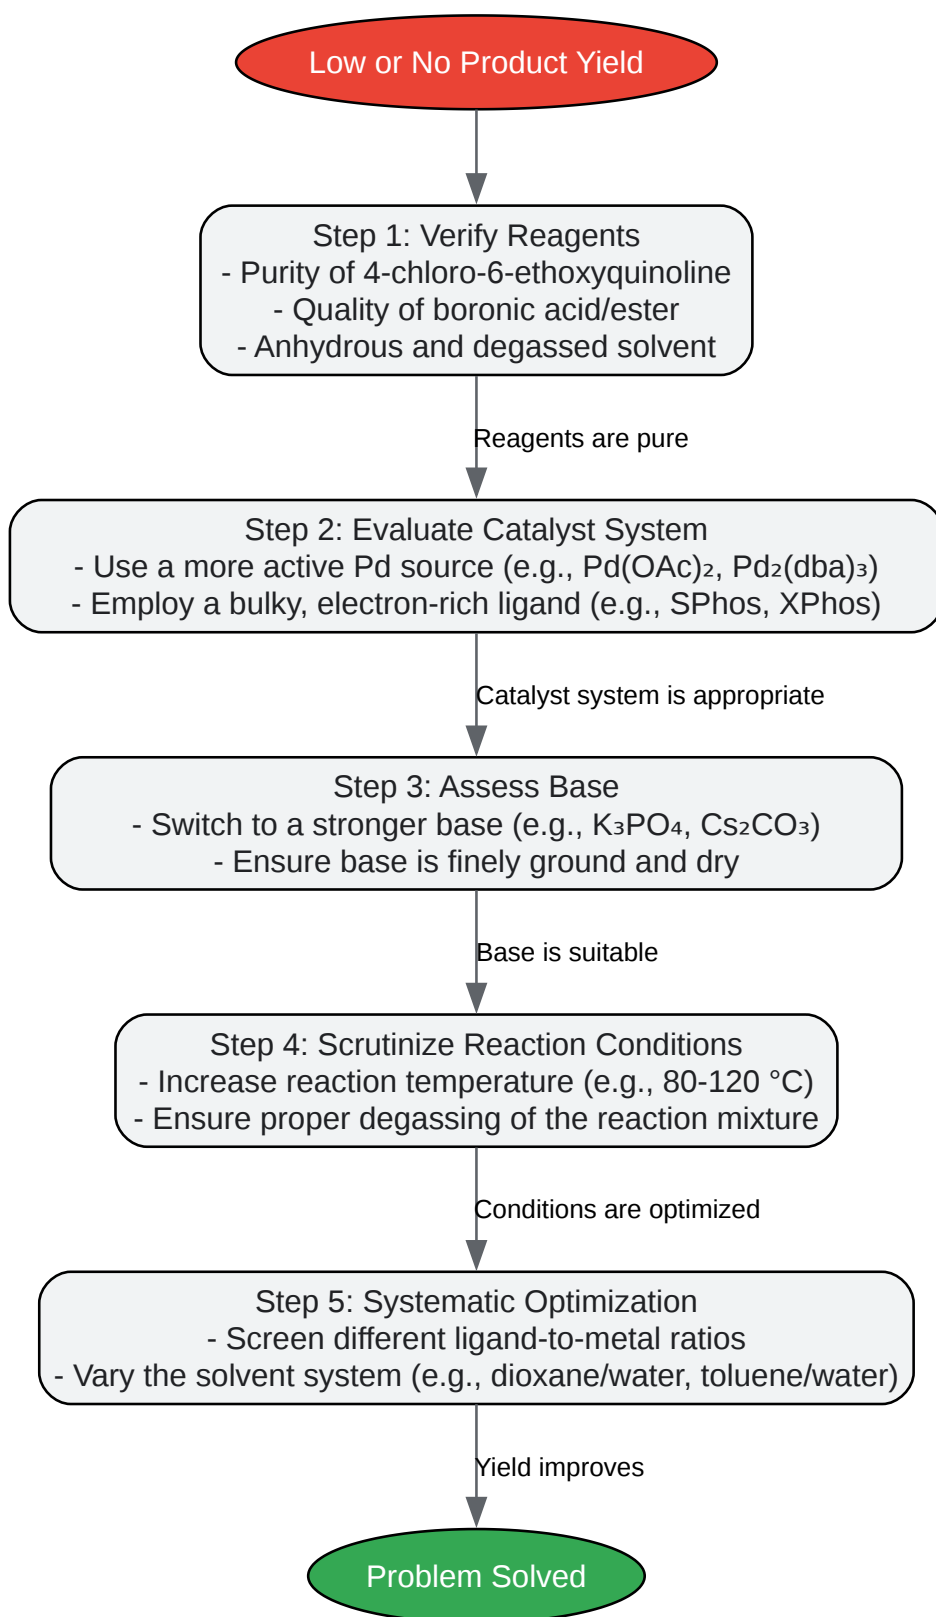 Low or No Product Yield
Step 1: Verify Reagents
- Purity of 4-chloro-6-ethoxyquinoline
- Quality of boronic acid/ester
- Anhydrous and degassed solvent
Reagents are pure
Step 2: Evaluate Catalyst System
- Use a more active Pd source (e.g., Pd(OAc)₂, Pd₂(dba)₃)
- Employ a bulky, electron-rich ligand (e.g., SPhos, XPhos)
Catalyst system is appropriate
Step 3: Assess Base
- Switch to a stronger base (e.g., K₃PO₄, Cs₂CO₃)
- Ensure base is finely ground and dry
Base is suitable
Step 4: Scrutinize Reaction Conditions
- Increase reaction temperature (e.g., 80-120 °C)
- Ensure proper degassing of the reaction mixture
Conditions are optimized
Step 5: Systematic Optimization
- Screen different ligand-to-metal ratios
- Vary the solvent system (e.g., dioxane/water, toluene/water)
Yield improves
Problem Solved